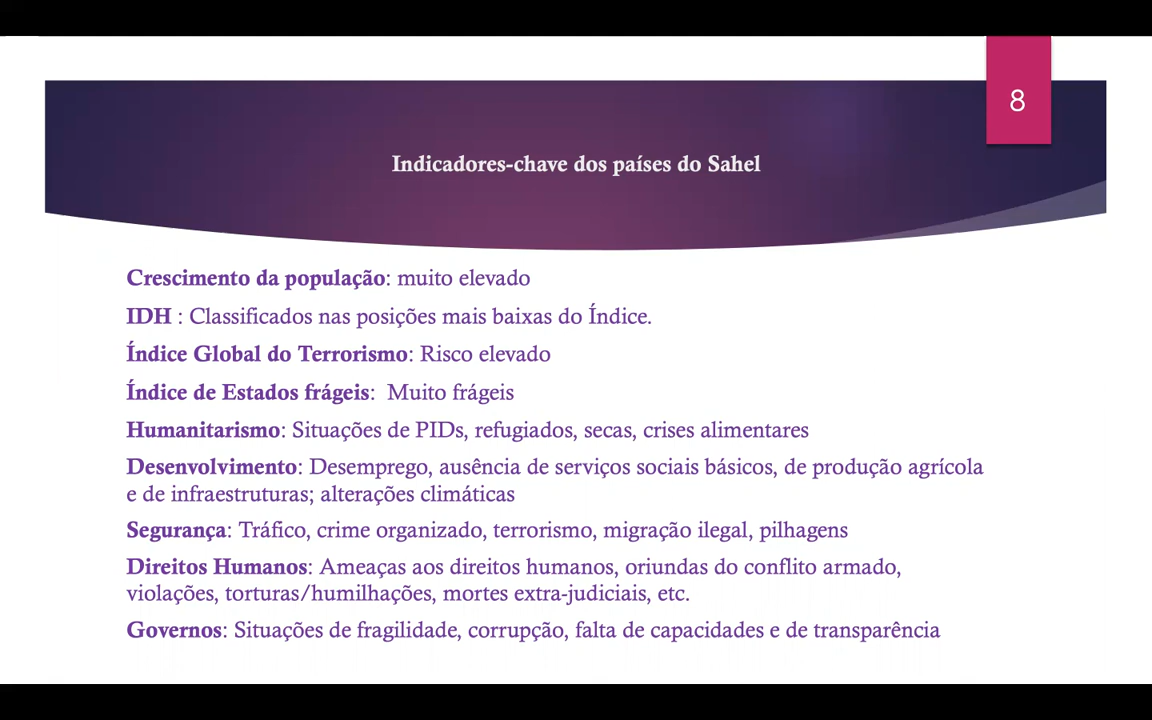 8
Indicadores-chave dos países do Sahel
Crescimento da população: muito elevado
IDH : Classificados nas posições mais baixas do Índice.
Índice Global do Terrorismo: Risco elevado
Índice de Estados frágeis:  Muito frágeis
Humanitarismo: Situações de PIDs, refugiados, secas, crises alimentares
Desenvolvimento: Desemprego, ausência de serviços sociais básicos, de produção agrícola
e de infraestruturas; alterações climáticas
Segurança: Tráfico, crime organizado, terrorismo, migração ilegal, pilhagens
Direitos Humanos: Ameaças aos direitos humanos, oriundas do conflito armado,
violações, torturas/humilhações, mortes extra-judiciais, etc.
Governos: Situações de fragilidade, corrupção, falta de capacidades e de transparência